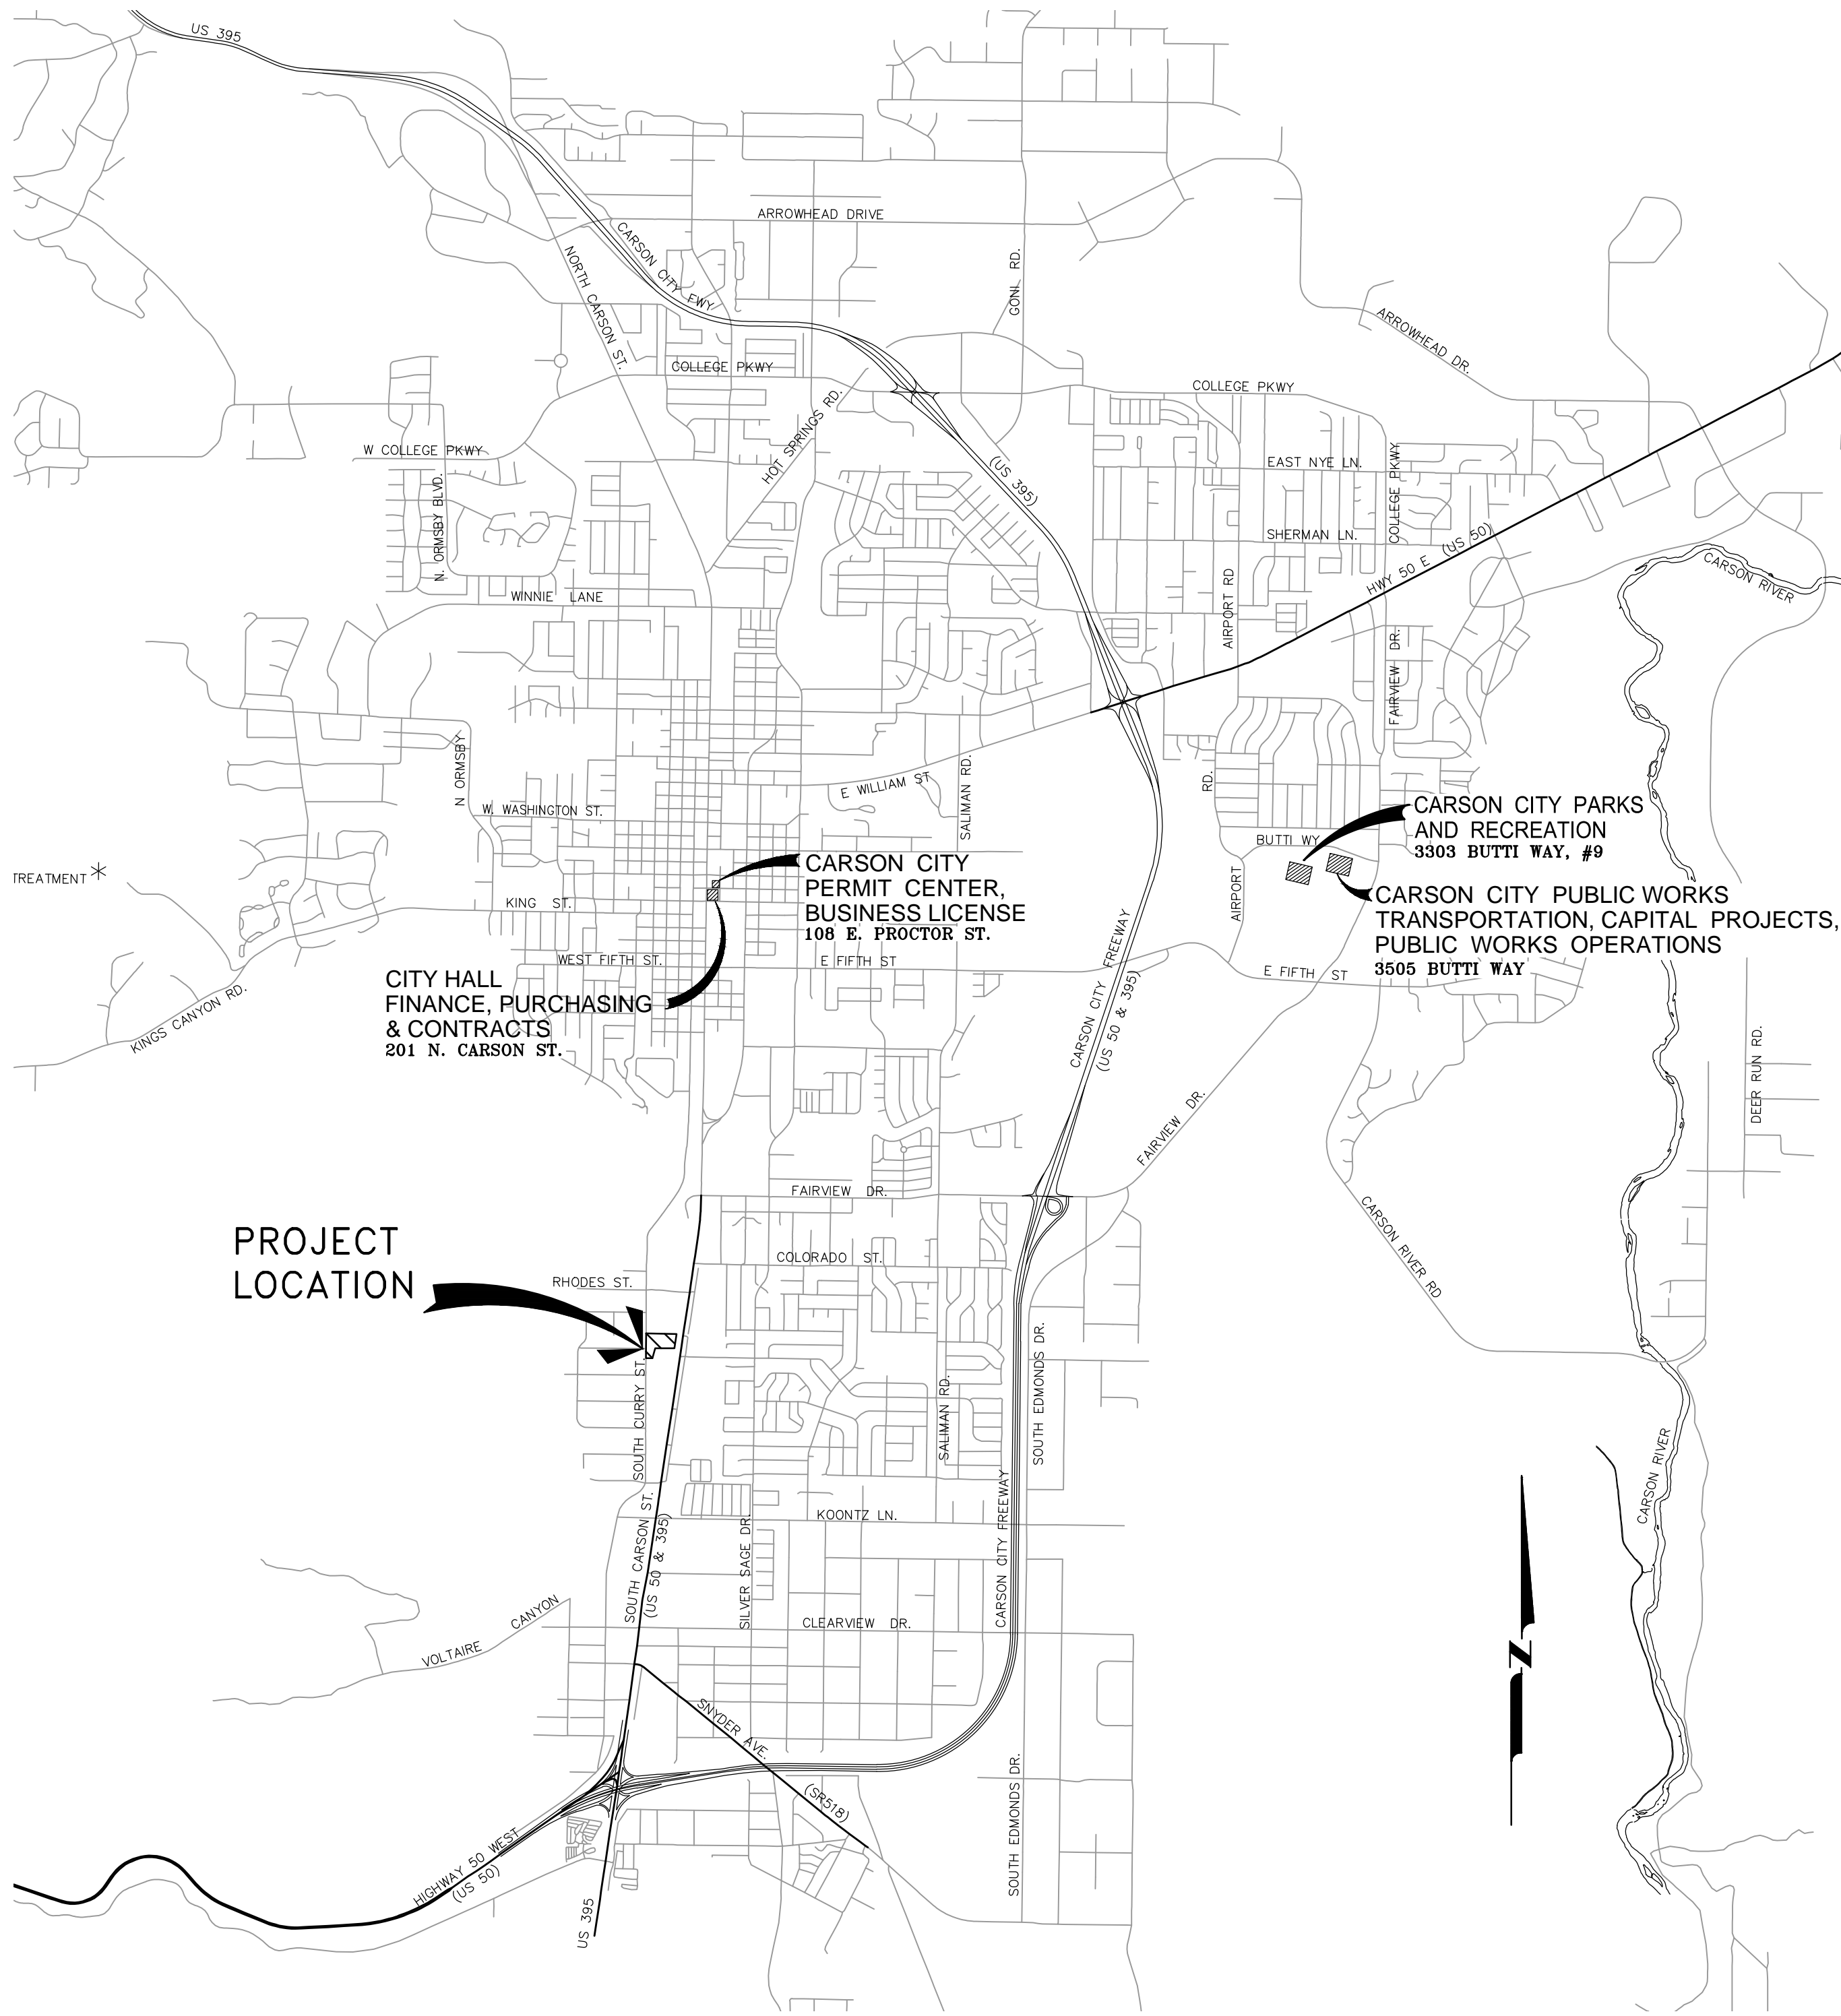 US 395
ARROWHEAD DRIVE
CARSON CITY FWY
NORTH CARSON ST.
GONI RD.
ARROWHEAD DR.
COLLEGE PKWY
COLLEGE PKWY
HOT SPRINGS RD.
W COLLEGE PKWY
N. ORMSBY BLVD.
(US 395)
EAST NYE LN.
COLLEGE PKWY
SHERMAN LN.
HWY 50 E (US 50)
CARSON RIVER
WINNIE LANE
AIRPORT RD
FAIRVIEW DR.
N ORMSBY
E WILLIAM ST
SALIMAN RD.
RD.
W. WASHINGTON ST.
CARSON CITY PARKS
AND RECREATION
3303 BUTTI WAY, #9
BUTTI WY
TREATMENT *
CARSON CITY
PERMIT CENTER,
BUSINESS LICENSE
108 E. PROCTOR ST.
AIRPORT
CARSON CITY PUBLIC WORKS
TRANSPORTATION, CAPITAL PROJECTS,
PUBLIC WORKS OPERATIONS
3505 BUTTI WAY
KING ST.
WEST FIFTH ST.
E FIFTH ST
E FIFTH ST
CITY HALL
FINANCE, PURCHASING
& CONTRACTS
201 N. CARSON ST.
KINGS CANYON RD.
CARSON CITY FREEWAY
(US 50 & 395)
DEER RUN RD.
FAIRVIEW DR.
FAIRVIEW DR.
CARSON RIVER RD
PROJECT
LOCATION
COLORADO ST.
RHODES ST.
SOUTH CURRY ST.
SALIMAN RD.
SOUTH EDMONDS DR.
CARSON RIVER
SOUTH CARSON ST.
(US 50 & 395)
KOONTZ LN.
SILVER SAGE DR.
CARSON CITY FREEWAY
CLEARVIEW DR.
VOLTAIRE CANYON
N
SNYDER AVE.
(SR518)
SOUTH EDMONDS DR.
HIGHWAY 50 WEST
(US 50)
US 395